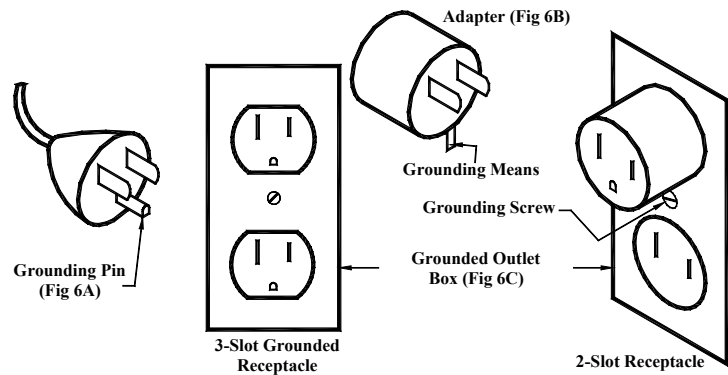 Adapter (Fig 6B)
Grounding Means
Grounding Screw
Grounding Pin
(Fig 6A)
Grounded Outlet
Box (Fig 6C)
3-Slot Grounded
Receptacle
2-Slot Receptacle